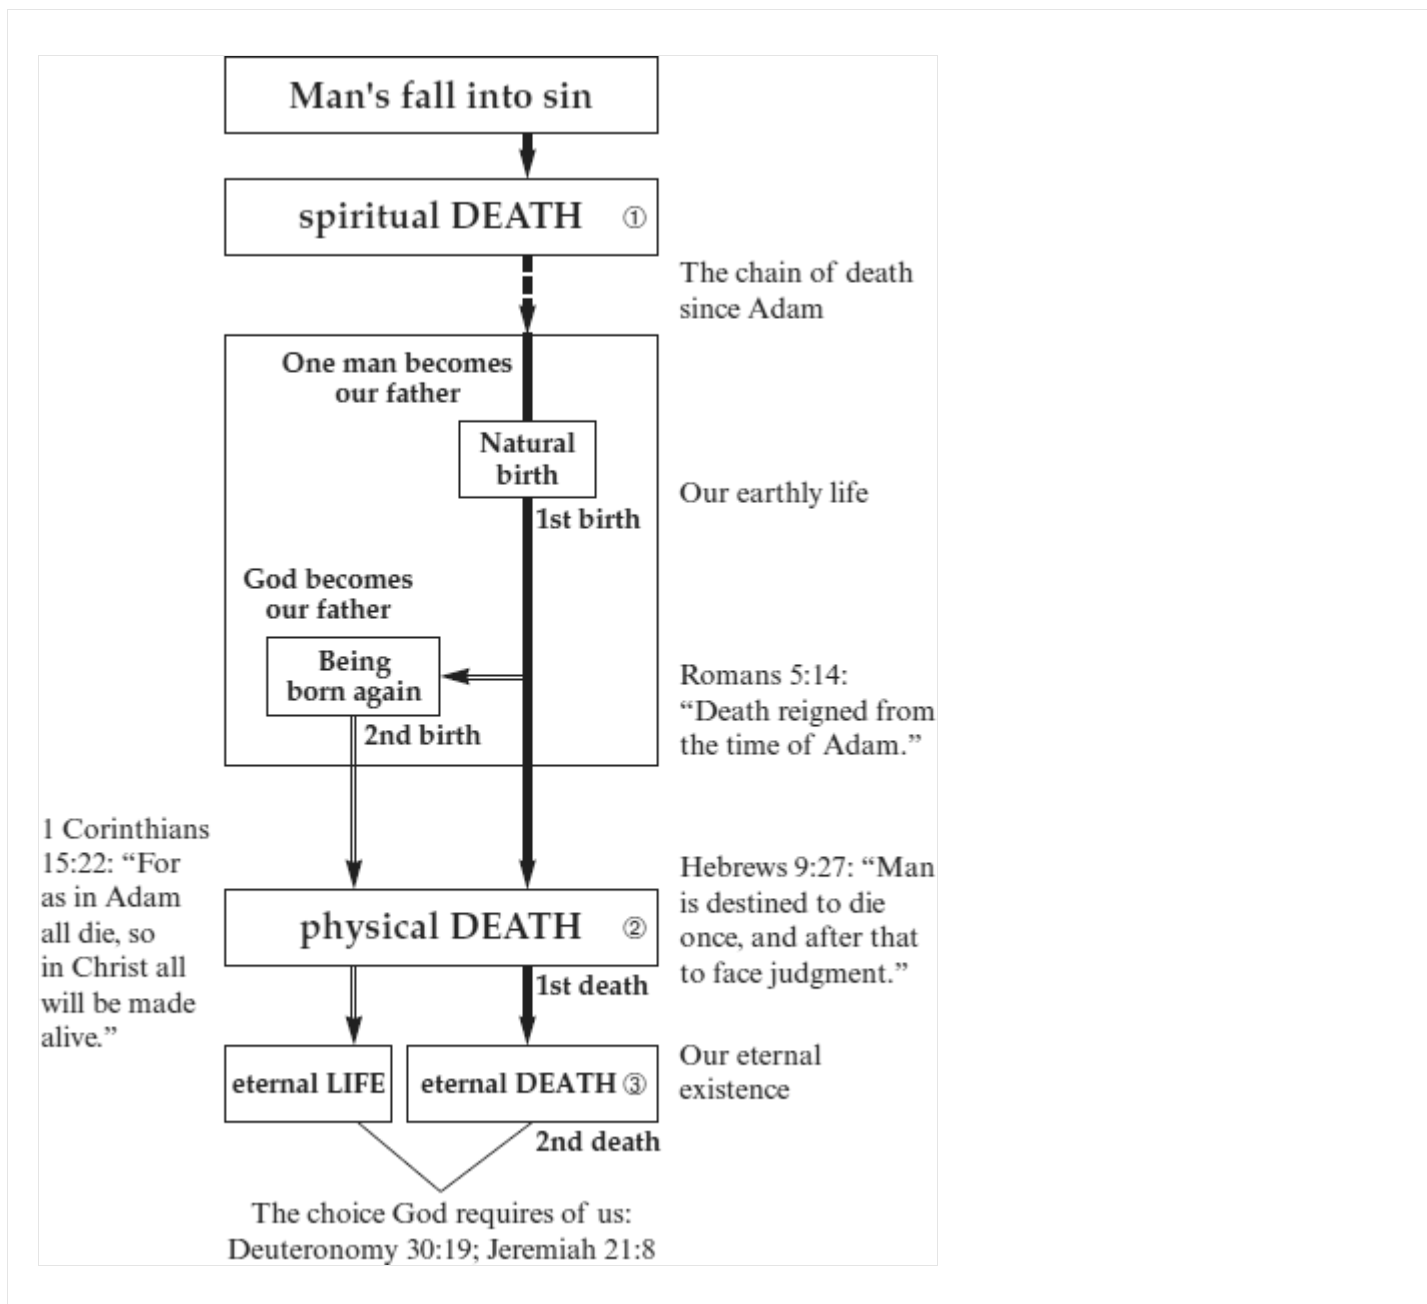 Man's fall into sin
spiritual DEATH ①
The chain of death
since Adam
One man becomes
our father
Natural
birth
Our earthly life
1st birth
God becomes
our father
Being
born again
2nd birth
Romans 5:14:
“Death reigned from
the time of Adam.”
1 Corinthians
15:22: “For
as in Adam
all die, so
in Christ all
will be made
alive.”
physical DEATH ②
Hebrews 9:27: “Man
is destined to die
once, and after that
to face judgment.”
1st death
eternal LIFE
eternal DEATH ③
Our eternal
existence
2nd death
The choice God requires of us:
Deuteronomy 30:19; Jeremiah 21:8